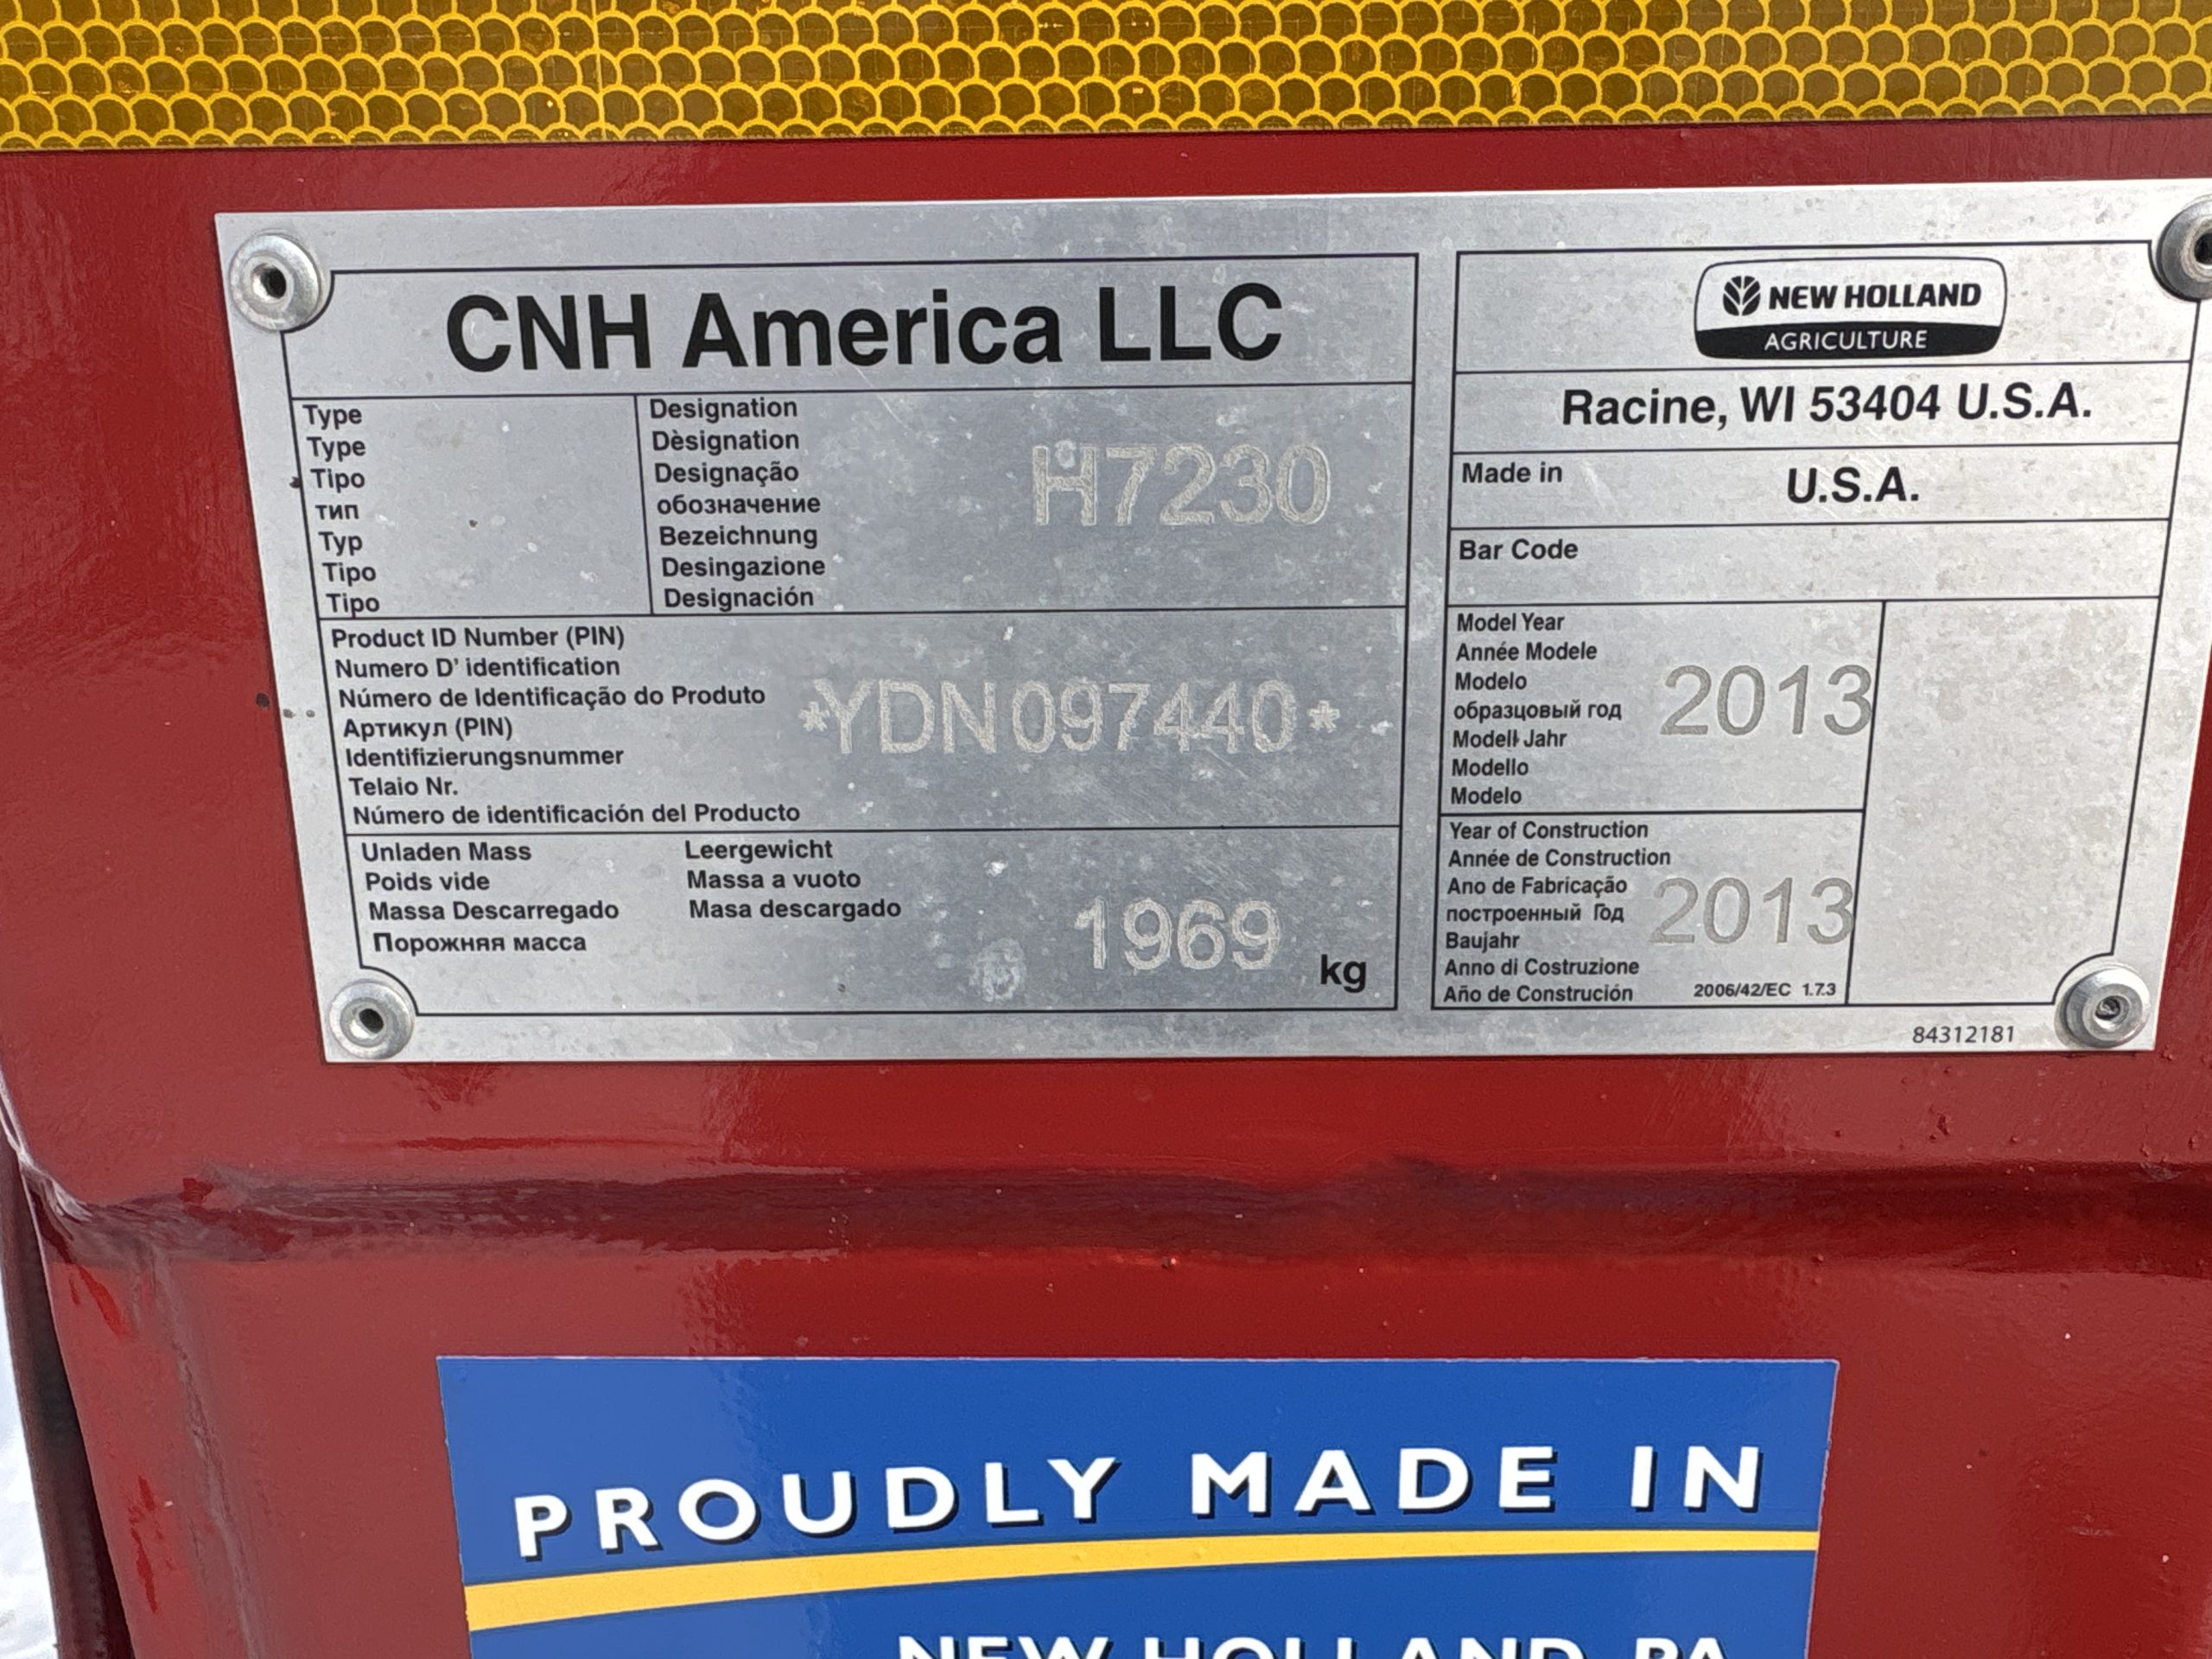 CNH America LLC
Type
Type
Tipo
тип
Typ
Tipo
Tipo
Designation
Dèsignation
Designação
обозначение
Bezeichnung
Desingazione
Designación
H7230
Product ID Number (PIN)
Numero D' identification
Número de Identificação do Produto
Артикул (PIN)
Identifizierungsnummer
Telaio Nr.
Número de identificación del Producto
*YDN097440*
Unladen Mass
Poids vide
Massa Descarregado
Порожняя масса
Leergewicht
Massa a vuoto
Masa descargado
1969 kg
NEW HOLLAND
AGRICULTURE
Racine, WI 53404 U.S.A.
Made in U.S.A.
Bar Code
Model Year
Année Modele
Modelo
образцовый год
Modell Jahr
Modello
Modelo
2013
Year of Construction
Année de Construction
Ano de Fabricação
построенный Год
Baujahr
Anno di Costruzione
Año de Construción
2013
2006/42/EC 1.7.3
84312181
PROUDLY MADE IN
NEW HOLLAND, PA